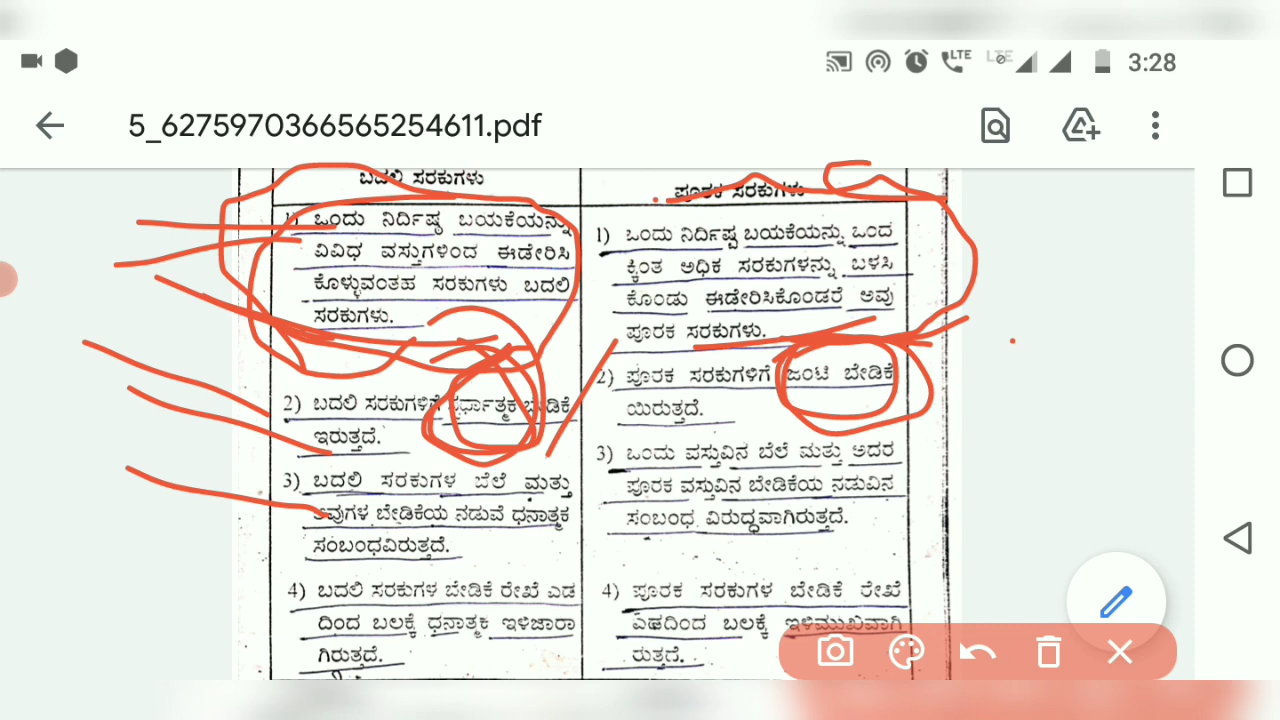 3:28
5_6275970366565254611.pdf
ಬದಲಿ ಸರಕುಗಳು
1) ಒಂದು ನಿರ್ದಿಷ್ಠ ಬಯಕೆಯನ್ನು
ವಿವಿಧ ವಸ್ತುಗಳಿಂದ ಈಡೇರಿಸಿ
ಕೊಳ್ಳುವಂತಹ ಸರಕುಗಳು ಬದಲಿ
ಸರಕುಗಳು.
2) ಬದಲಿ ಸರಕುಗಳಿಗೆ ಸ್ಪರ್ಧಾತ್ಮಕ ಬೇಡಿಕೆ
ಇರುತ್ತದೆ.
3) ಬದಲಿ ಸರಕುಗಳ ಬೆಲೆ ಮತ್ತು
ಅವುಗಳ ಬೇಡಿಕೆಯ ನಡುವೆ ಧನಾತ್ಮಕ
ಸಂಬಂಧವಿರುತ್ತದೆ.
4) ಬದಲಿ ಸರಕುಗಳ ಬೇಡಿಕೆ ರೇಖೆ ಎಡ
ದಿಂದ ಬಲಕ್ಕೆ ಧನಾತ್ಮಕ ಇಳಿಜಾರಾ
ಗಿರುತ್ತದೆ.
ಪೂರಕ ಸರಕುಗಳು
1) ಒಂದು ನಿರ್ದಿಷ್ಟ ಬಯಕೆಯನ್ನು ಒಂದ
ಕ್ಕಿಂತ ಅಧಿಕ ಸರಕುಗಳನ್ನು ಬಳಸಿ
ಕೊಂಡು ಈಡೇರಿಸಿಕೊಂಡರೆ ಅವು
ಪೂರಕ ಸರಕುಗಳು.
2) ಪೂರಕ ಸರಕುಗಳಿಗೆ ಜಂಟಿ ಬೇಡಿಕೆ
ಯಿರುತ್ತದೆ.
3) ಒಂದು ವಸ್ತುವಿನ ಬೆಲೆ ಮತ್ತು ಅದರ
ಪೂರಕ ವಸ್ತುವಿನ ಬೇಡಿಕೆಯ ನಡುವಿನ
ಸಂಬಂಧ ವಿರುದ್ಧವಾಗಿರುತ್ತದೆ.
4) ಪೂರಕ ಸರಕುಗಳ ಬೇಡಿಕೆ ರೇಖೆ
ಎಡದಿಂದ ಬಲಕ್ಕೆ ಇಳಿಮುಖವಾಗಿ
ರುತ್ತದೆ.